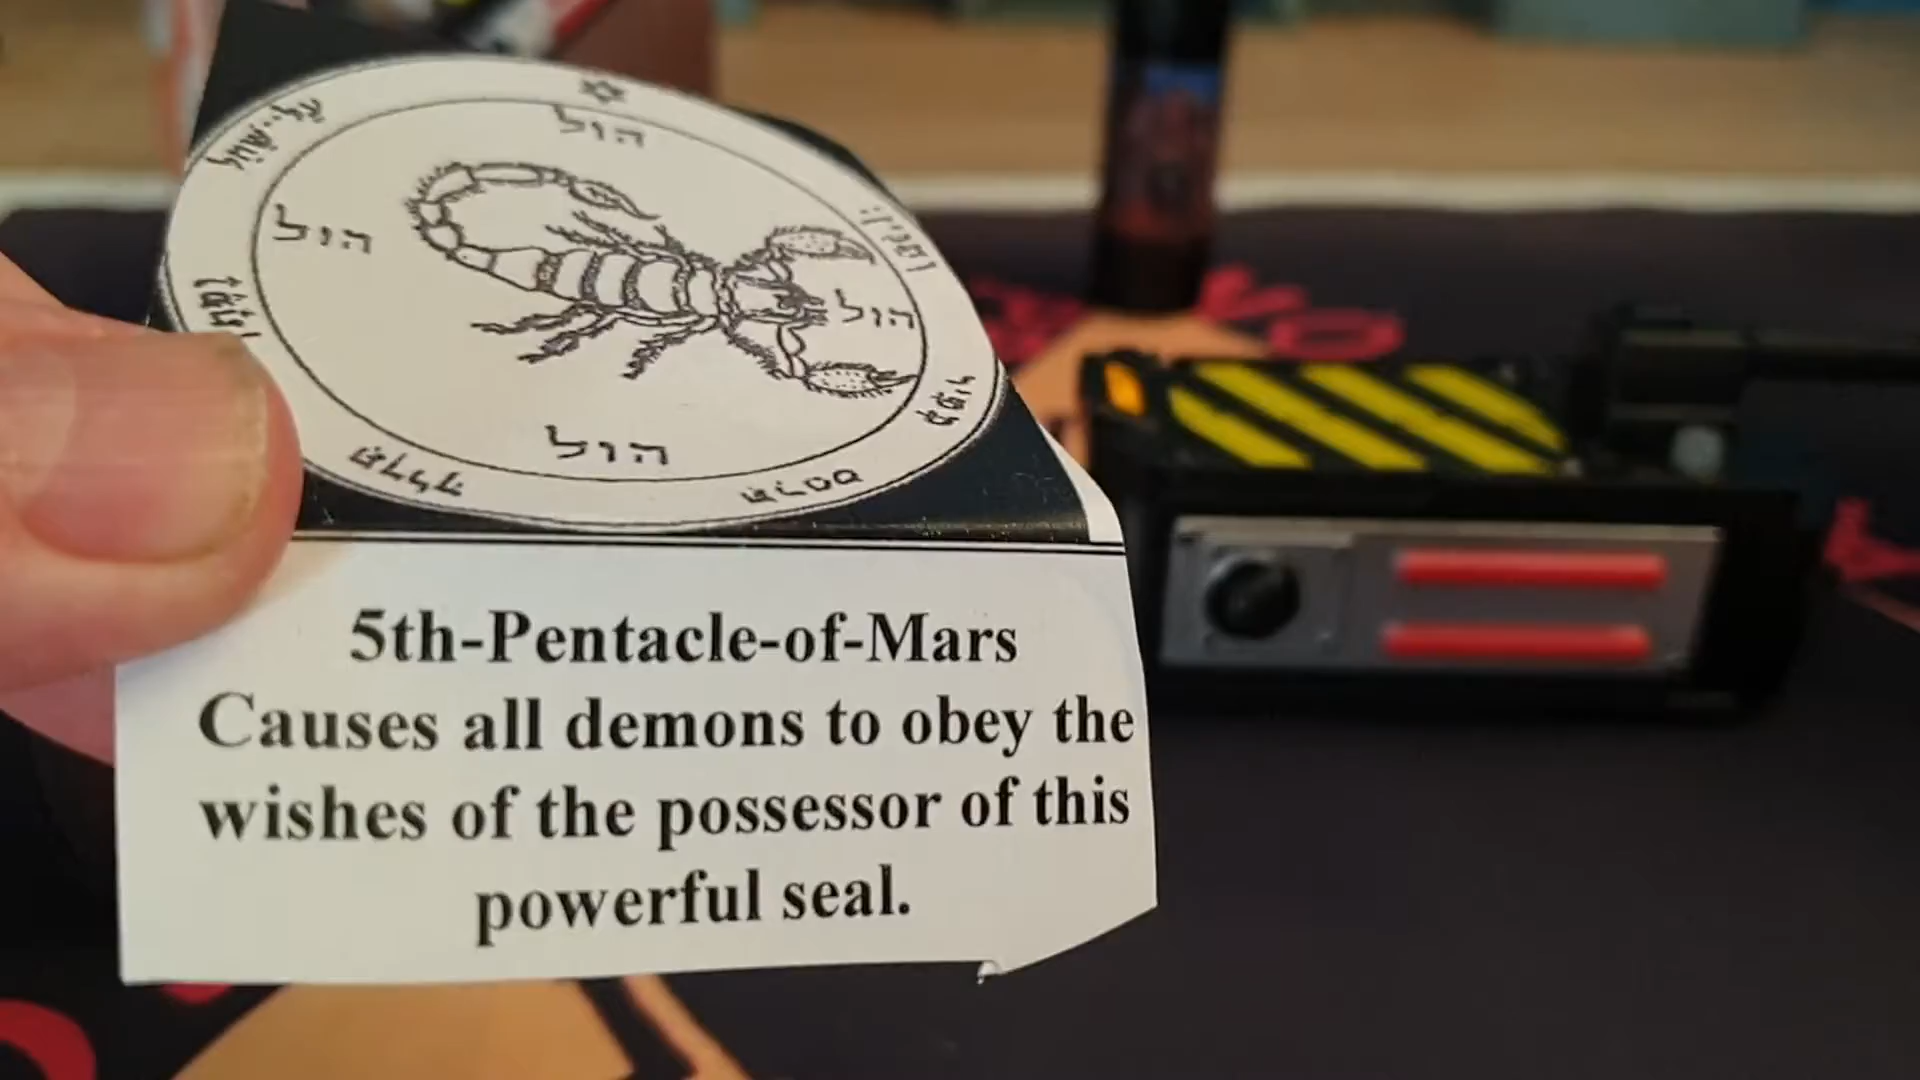 הול
הול
הול
הול
5th-Pentacle-of-Mars
Causes all demons to obey the
wishes of the possessor of this
powerful seal.